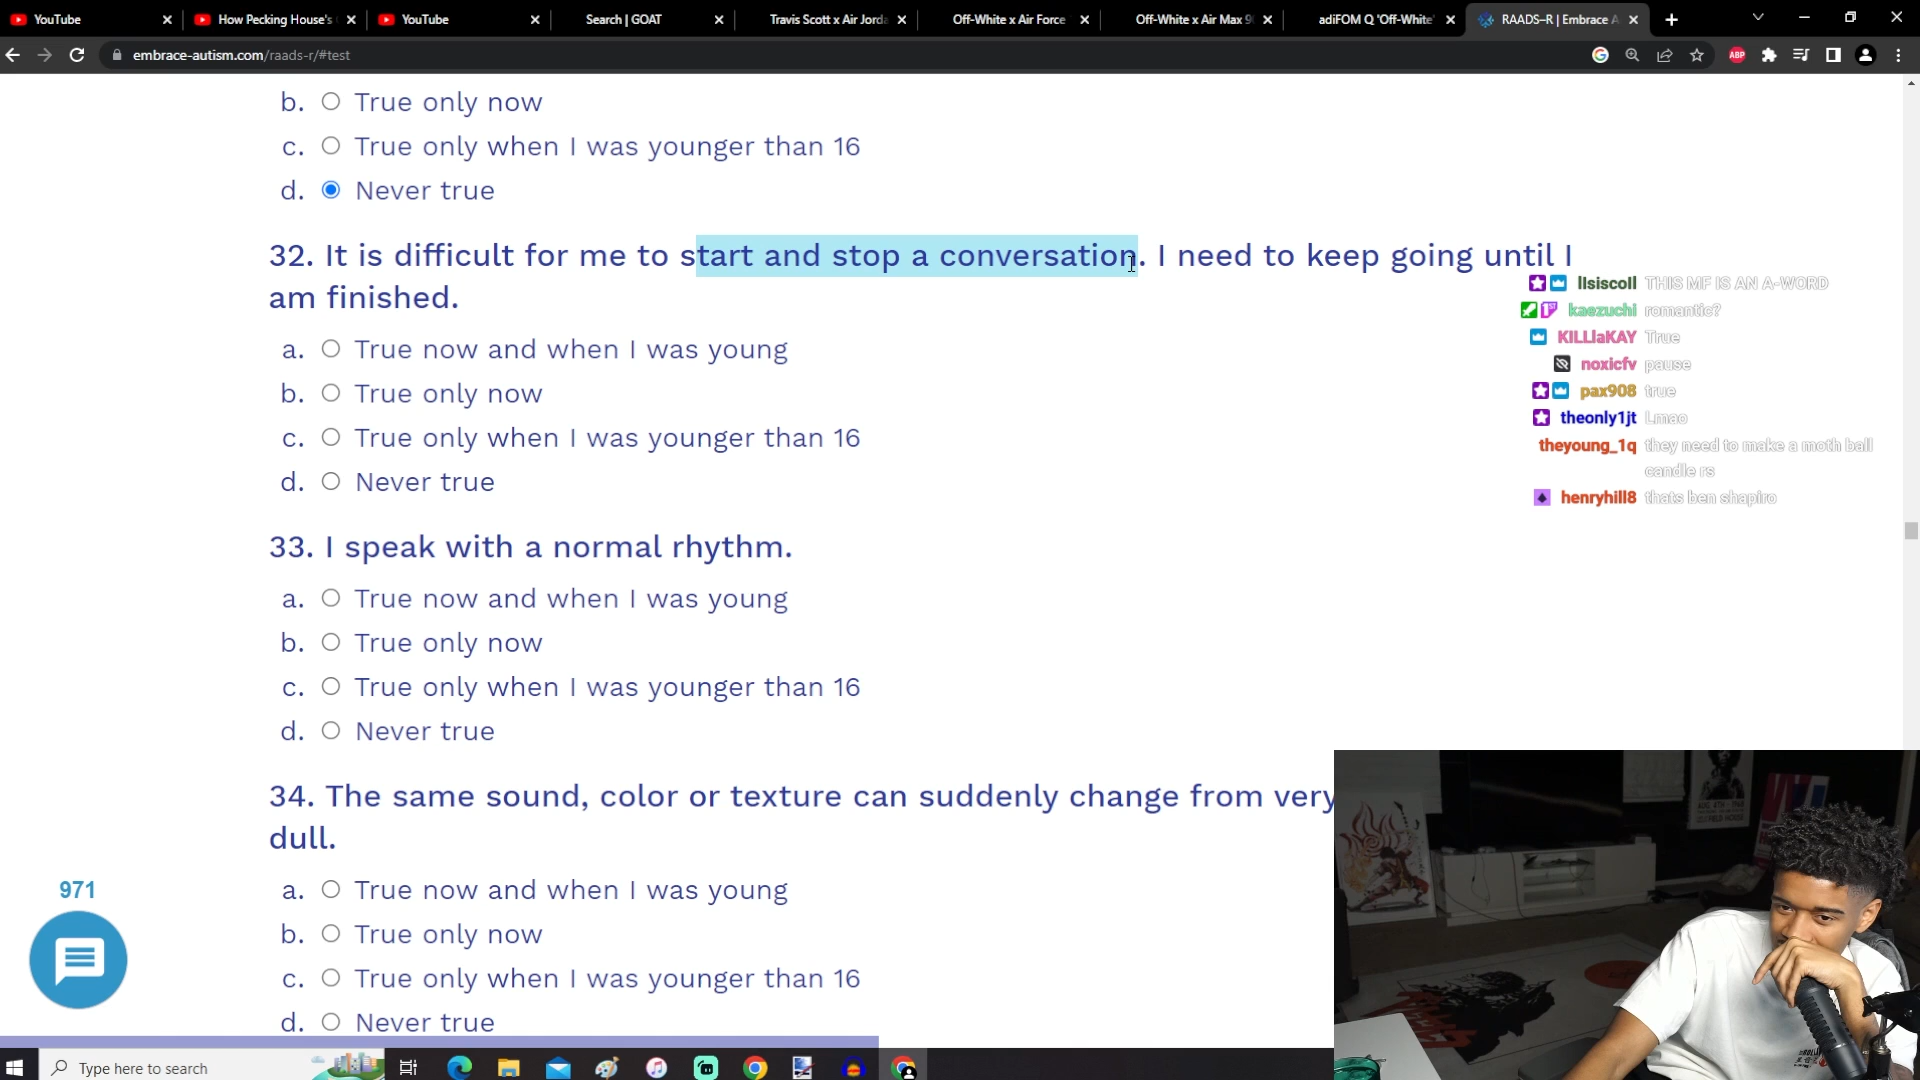 YouTube
How Pecking House's
YouTube
Search | GOAT
Travis Scott x Air Jorda
Off-White x Air Force
Off-White x Air Max 9
adiFOM Q 'Off-White'
RAADS–R | Embrace A
embrace-autism.com/raads-r/#test
ABP
b. True only now
c. True only when I was younger than 16
d. Never true
32. It is difficult for me to start and stop a conversation. I need to keep going until I
am finished.
a. True now and when I was young
b. True only now
c. True only when I was younger than 16
d. Never true
33. I speak with a normal rhythm.
a. True now and when I was young
b. True only now
c. True only when I was younger than 16
d. Never true
34. The same sound, color or texture can suddenly change from very
dull.
a. True now and when I was young
b. True only now
c. True only when I was younger than 16
d. Never true
llsiscoll THIS MF IS AN A-WORD
kaezuchi romantic?
KILLlaKAY True
noxicfv pause
pax908 true
theonly1jt Lmao
theyoung_1q they need to make a moth ball
candle rs
henryhill8 thats ben shapiro
971
Type here to search